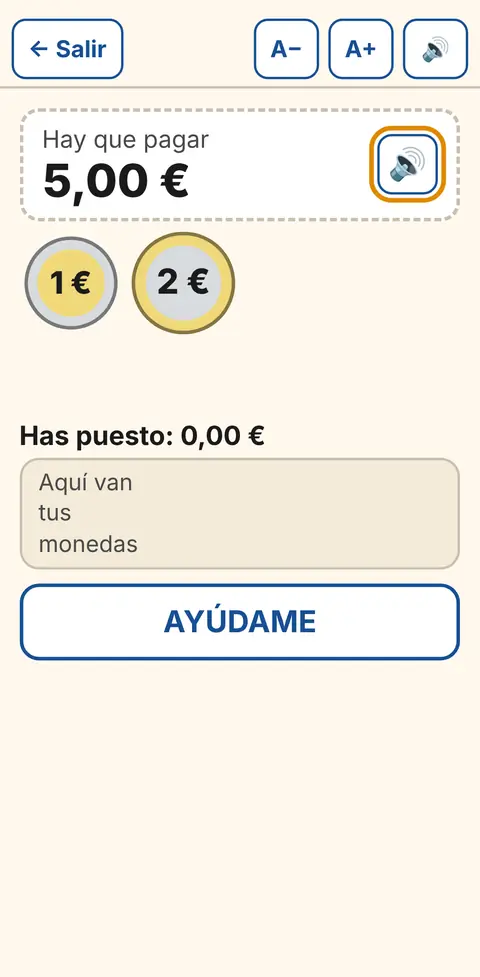 ← Salir
A−
A+
Hay que pagar
5,00 €
1 €
2 €
Has puesto: 0,00 €
Aquí van
tus
monedas
AYÚDAME